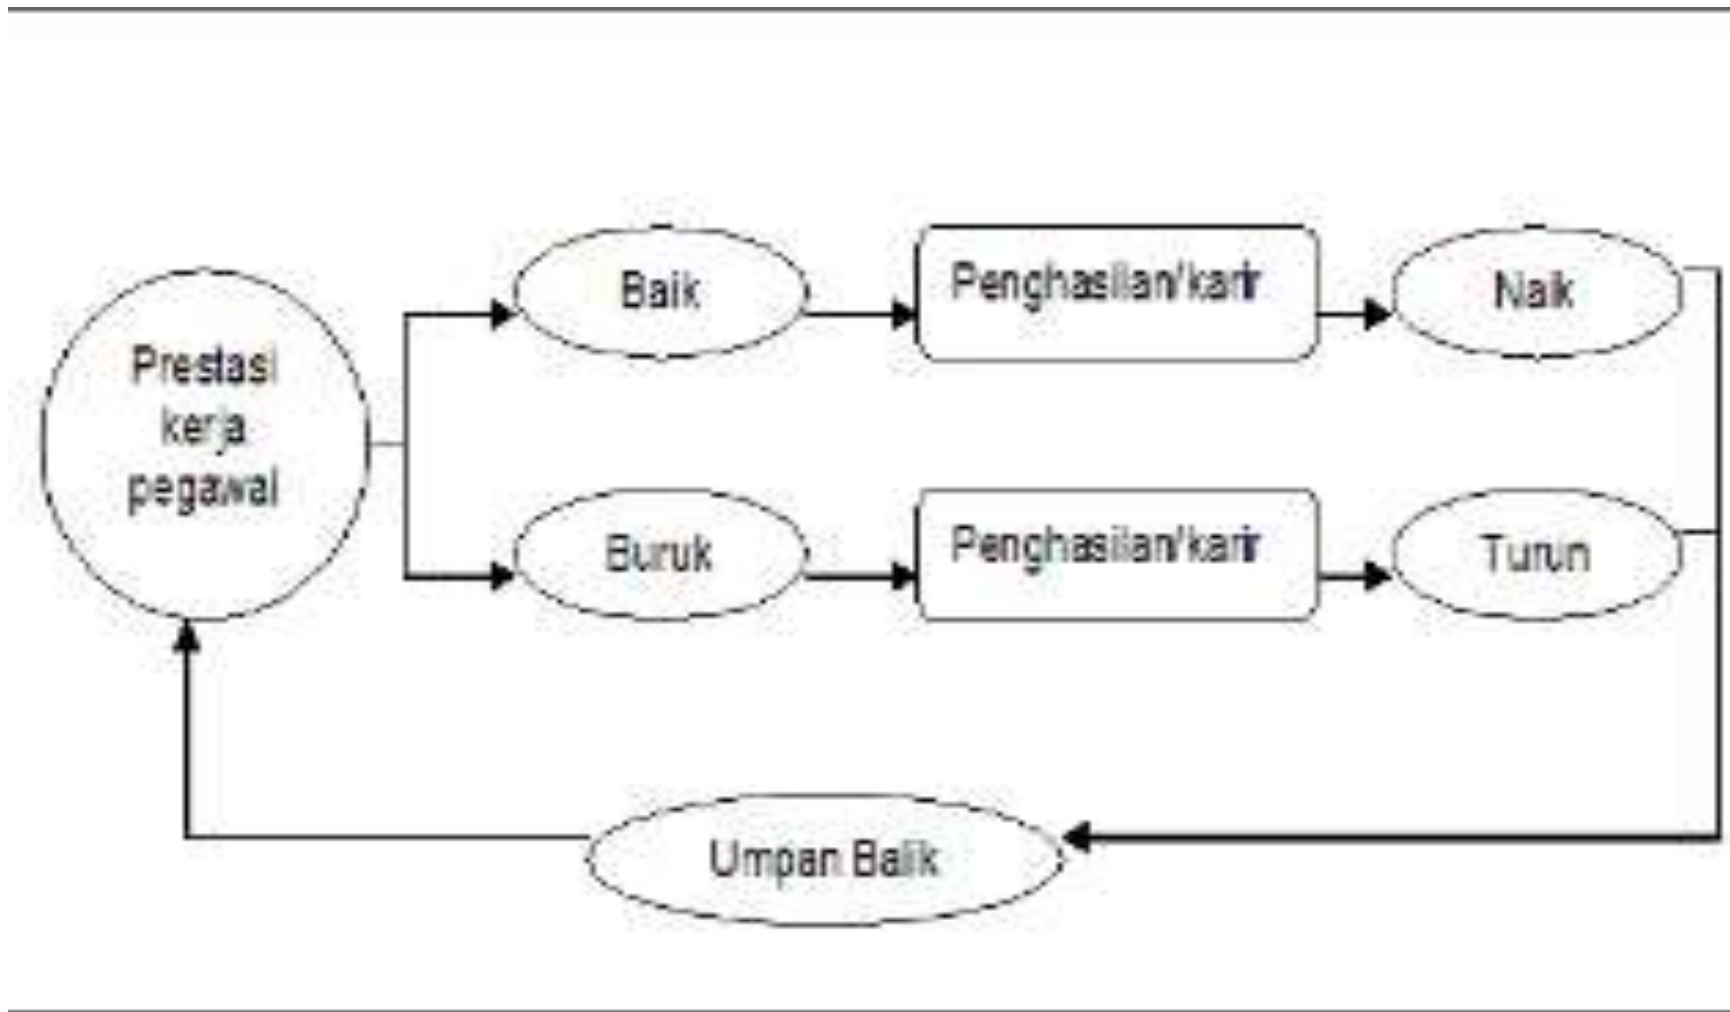 Prestasi
kerja
pegawai
Baik
Penghasilan/karir
Naik
Buruk
Penghasilan/karir
Turun
Umpan Balik